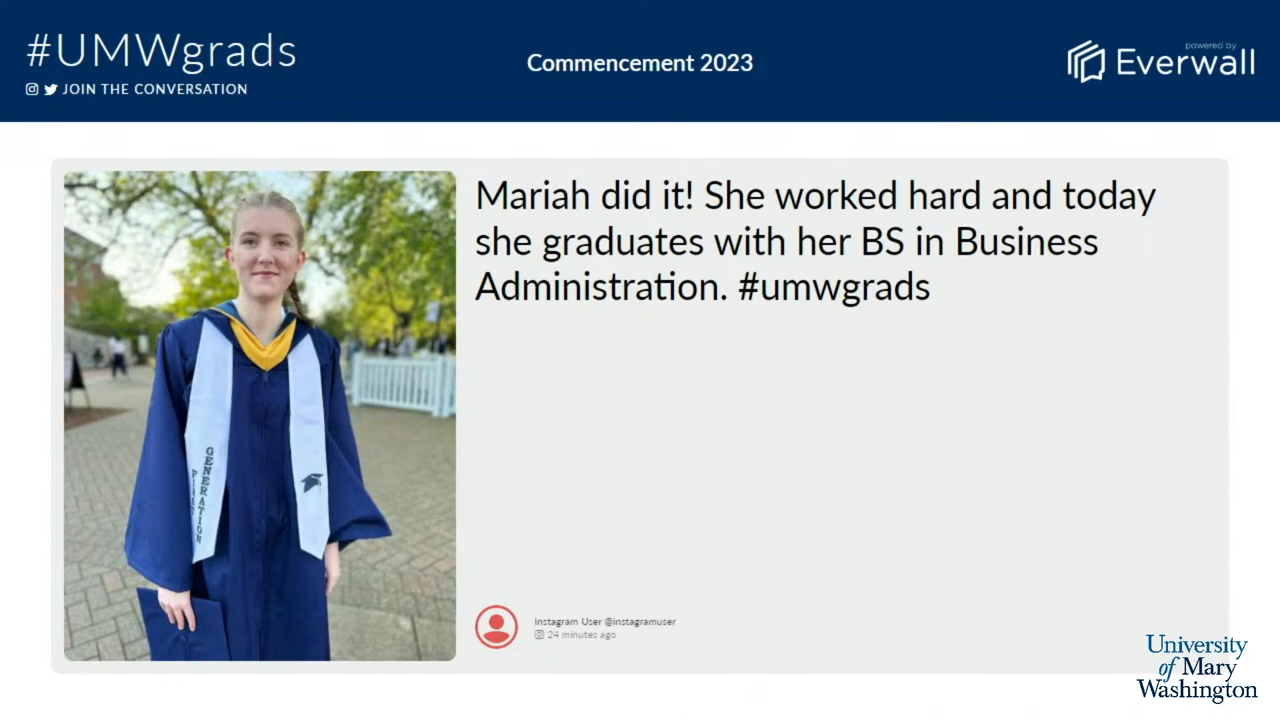 #UMWgrads
JOIN THE CONVERSATION
Commencement 2023
powered by
Everwall
Mariah did it! She worked hard and today
she graduates with her BS in Business
Administration. #umwgrads
FIRST
GENERATION
Instagram User @instagramuser
24 minutes ago
University
of Mary
Washington